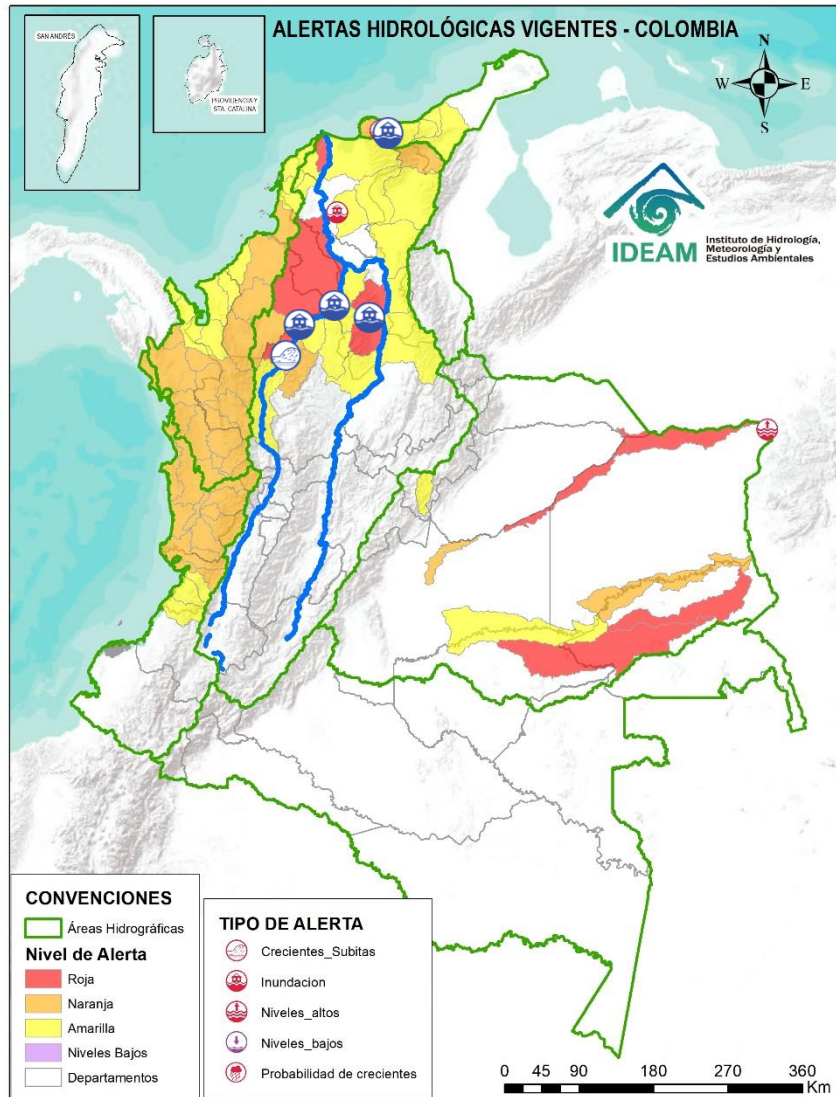 ALERTAS HIDROLÓGICAS VIGENTES - COLOMBIA
SAN ANDRÉS
PROVIDENCIA Y
STA. CATALINA
N
W
E
S
IDEAM
Instituto de Hidrología,
Meteorología y
Estudios Ambientales
CONVENCIONES
Áreas Hidrográficas
Nivel de Alerta
Roja
Naranja
Amarilla
Niveles Bajos
Departamentos
TIPO DE ALERTA
Crecientes_Subitas
Inundacion
Niveles_altos
Niveles_bajos
Probabilidad de crecientes
0 45 90 180 270 360
Km